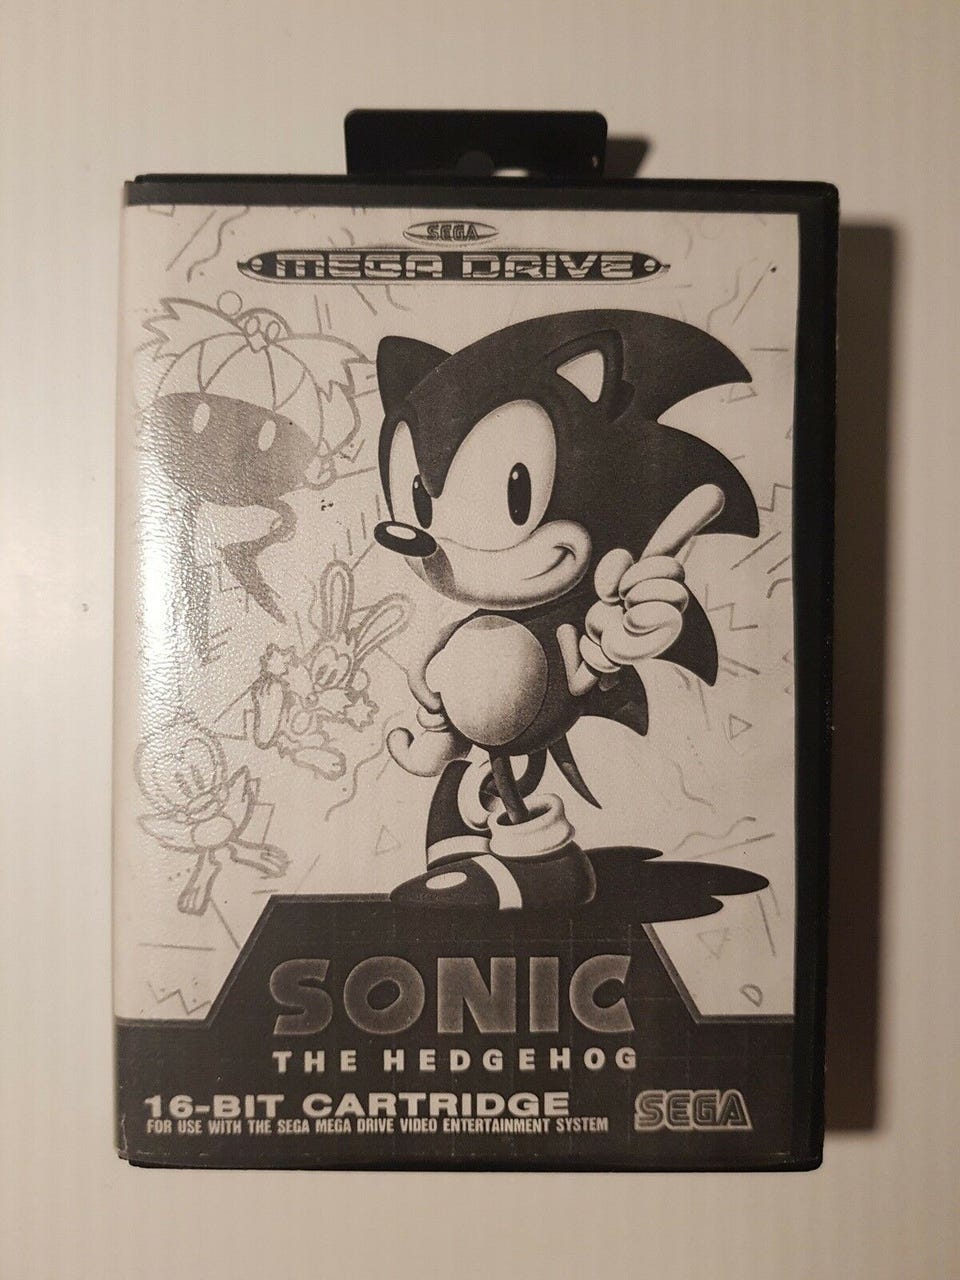 SEGA
MEGA DRIVE
SONIC
THE HEDGEHOG
16-BIT CARTRIDGE
FOR USE WITH THE SEGA MEGA DRIVE VIDEO ENTERTAINMENT SYSTEM
SEGA